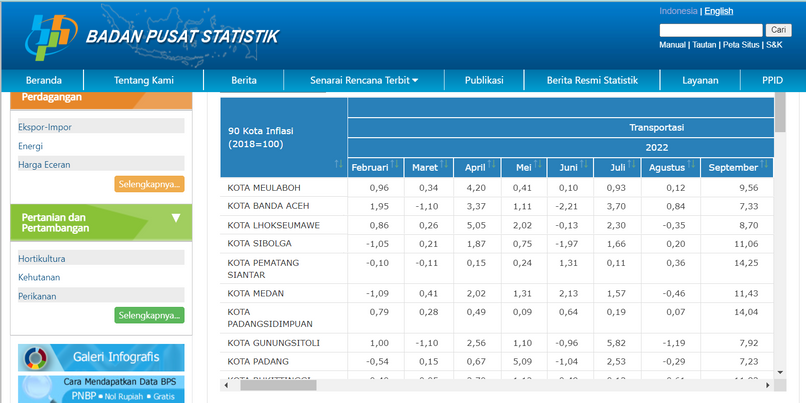 Indonesia | English
BADAN PUSAT STATISTIK
Cari
Manual | Tautan | Peta Situs | S&K
Beranda
Tentang Kami
Berita
Senarai Rencana Terbit
Publikasi
Berita Resmi Statistik
Layanan
PPID
Perdagangan
Ekspor-Impor
Energi
Harga Eceran
Selengkapnya...
Pertanian dan
Pertambangan
Hortikultura
Kehutanan
Perikanan
Selengkapnya...
Galeri Infografis
Cara Mendapatkan Data BPS
PNBP Nol Rupiah Gratis
90 Kota Inflasi
(2018=100)
Transportasi
2022
Februari Maret April Mei Juni Juli Agustus September
KOTA MEULABOH 0,96 0,34 4,20 0,41 0,10 0,93 0,12 9,56
KOTA BANDA ACEH 1,95 -1,10 3,37 1,11 -2,21 3,70 0,84 7,33
KOTA LHOKSEUMAWE 0,86 0,26 5,05 2,02 -0,13 2,30 -0,35 8,70
KOTA SIBOLGA -1,05 0,21 1,87 0,75 -1,97 1,66 0,20 11,06
KOTA PEMATANG -0,10 -0,11 0,15 0,24 1,31 0,11 0,36 14,25
SIANTAR
KOTA MEDAN -1,09 0,41 2,02 1,31 2,13 1,57 -0,46 11,43
KOTA 0,79 0,28 0,49 0,09 0,64 0,19 0,07 14,04
PADANGSIDIMPUAN
KOTA GUNUNGSITOLI 1,00 -1,10 2,56 1,10 -0,96 5,82 -1,19 7,92
KOTA PADANG -0,54 0,15 0,67 5,09 -1,04 2,53 -0,29 7,23